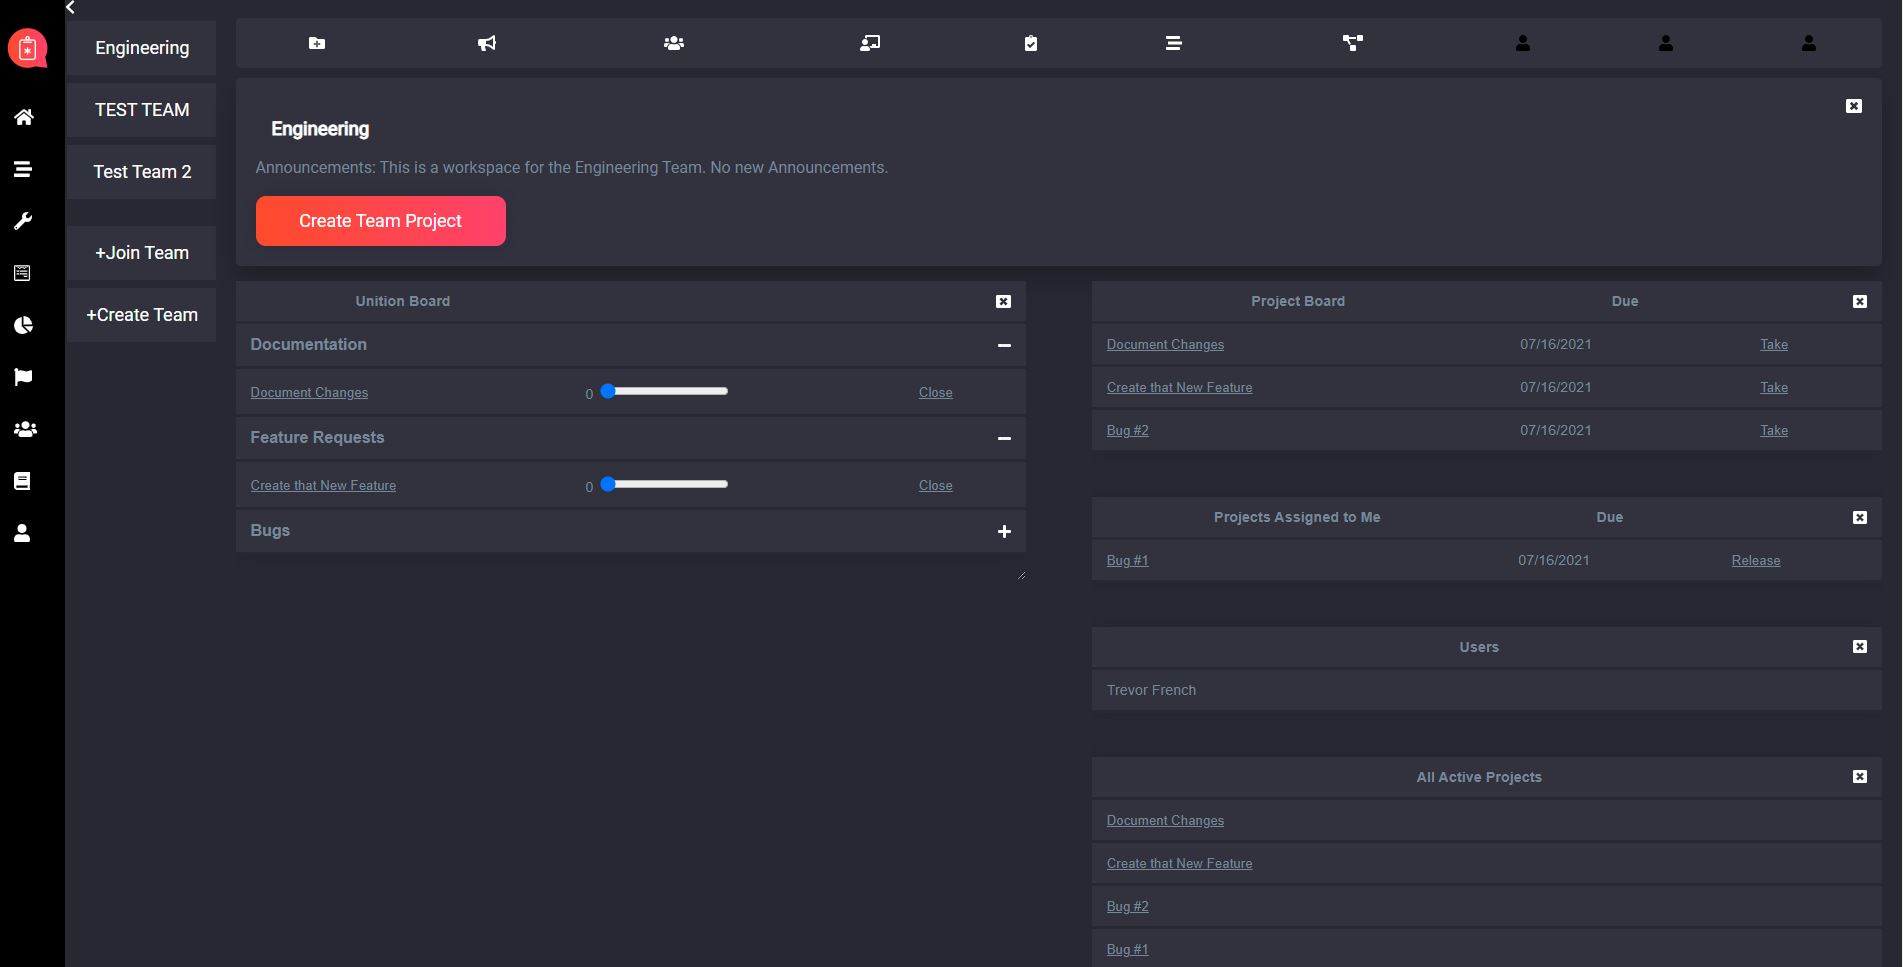 Engineering
TEST TEAM
Test Team 2
+Join Team
+Create Team
Engineering
Announcements: This is a workspace for the Engineering Team. No new Announcements.
Create Team Project
Unition Board
Documentation
Document Changes 0 Close
Feature Requests
Create that New Feature 0 Close
Bugs
Project Board Due
Document Changes 07/16/2021 Take
Create that New Feature 07/16/2021 Take
Bug #2 07/16/2021 Take
Projects Assigned to Me Due
Bug #1 07/16/2021 Release
Users
Trevor French
All Active Projects
Document Changes
Create that New Feature
Bug #2
Bug #1